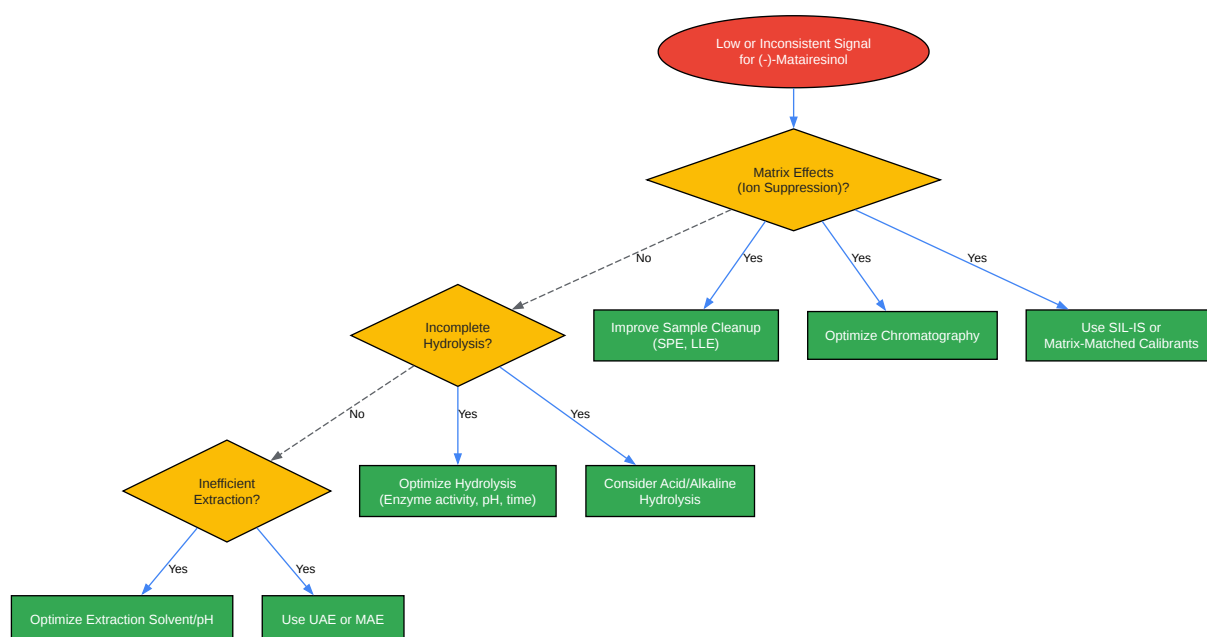 Low or Inconsistent Signal
for (-)-Matairesinol
Matrix Effects
(Ion Suppression)?
No
Yes
Yes
Yes
Incomplete
Hydrolysis?
Improve Sample Cleanup
(SPE, LLE)
Optimize Chromatography
Use SIL-IS or
Matrix-Matched Calibrants
No
Yes
Yes
Inefficient
Extraction?
Optimize Hydrolysis
(Enzyme activity, pH, time)
Consider Acid/Alkaline
Hydrolysis
Yes
Yes
Optimize Extraction Solvent/pH
Use UAE or MAE